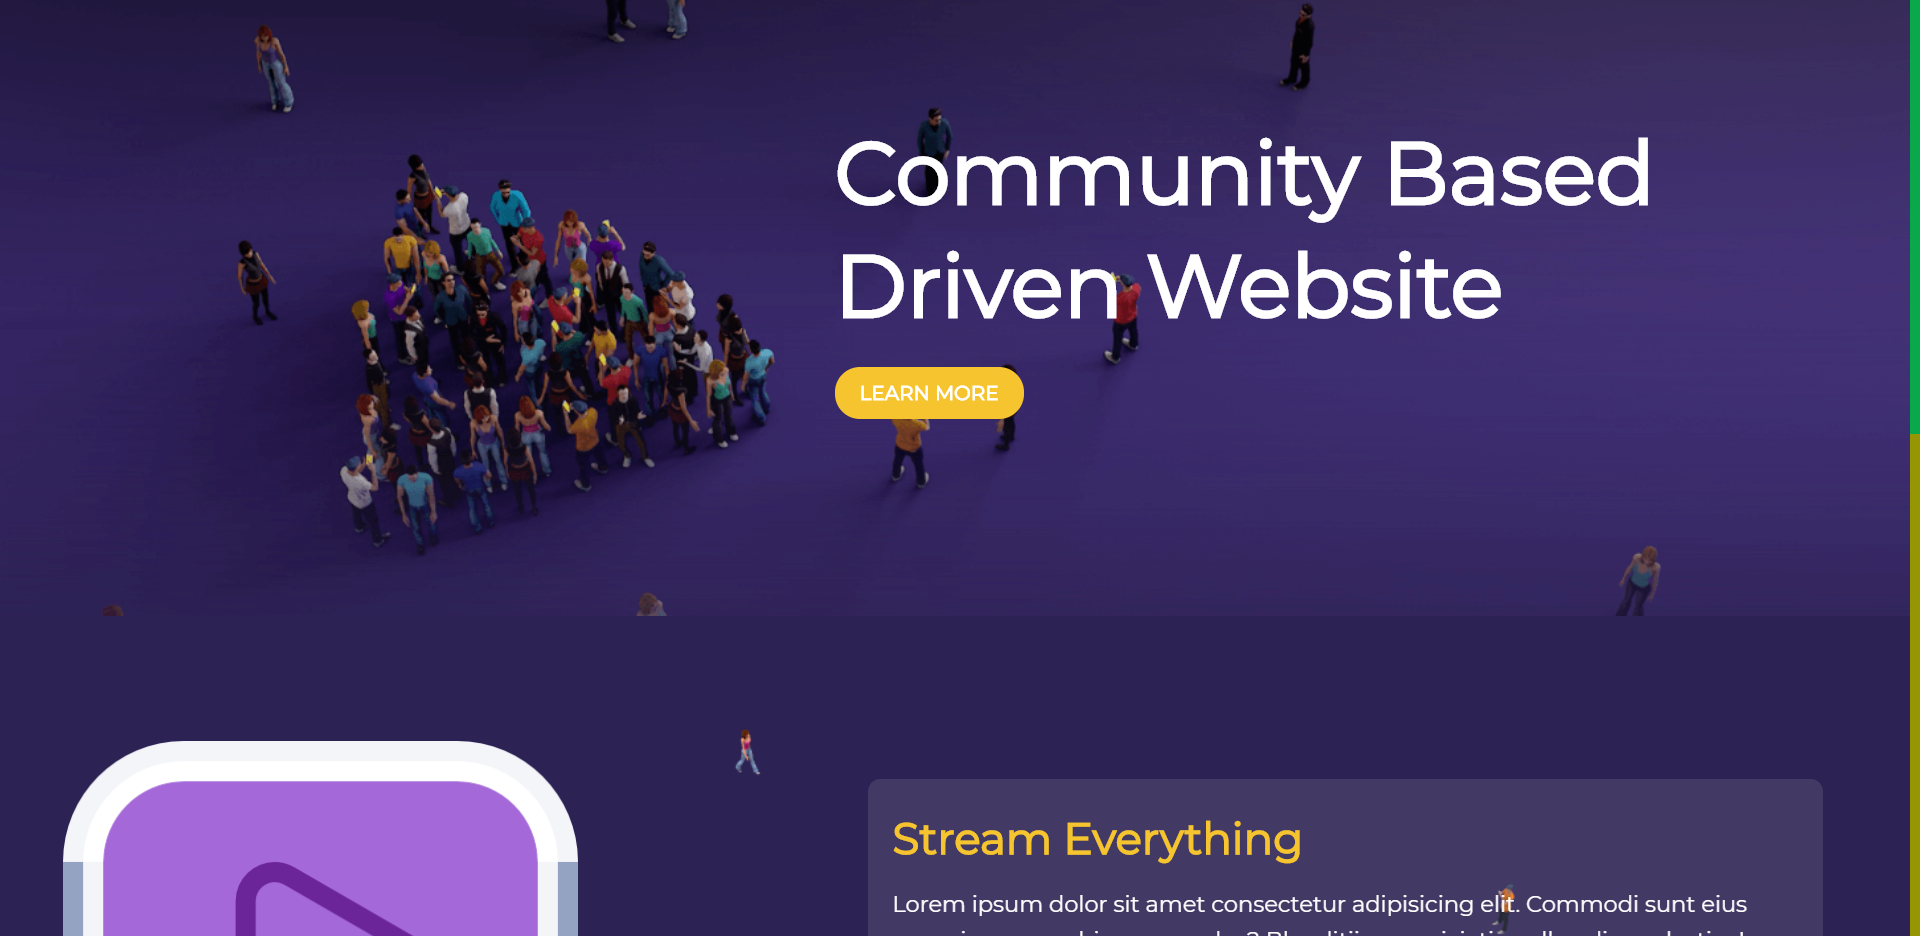 Community Based
Driven Website
LEARN MORE
Stream Everything
Lorem ipsum dolor sit amet consectetur adipisicing elit. Commodi sunt eius